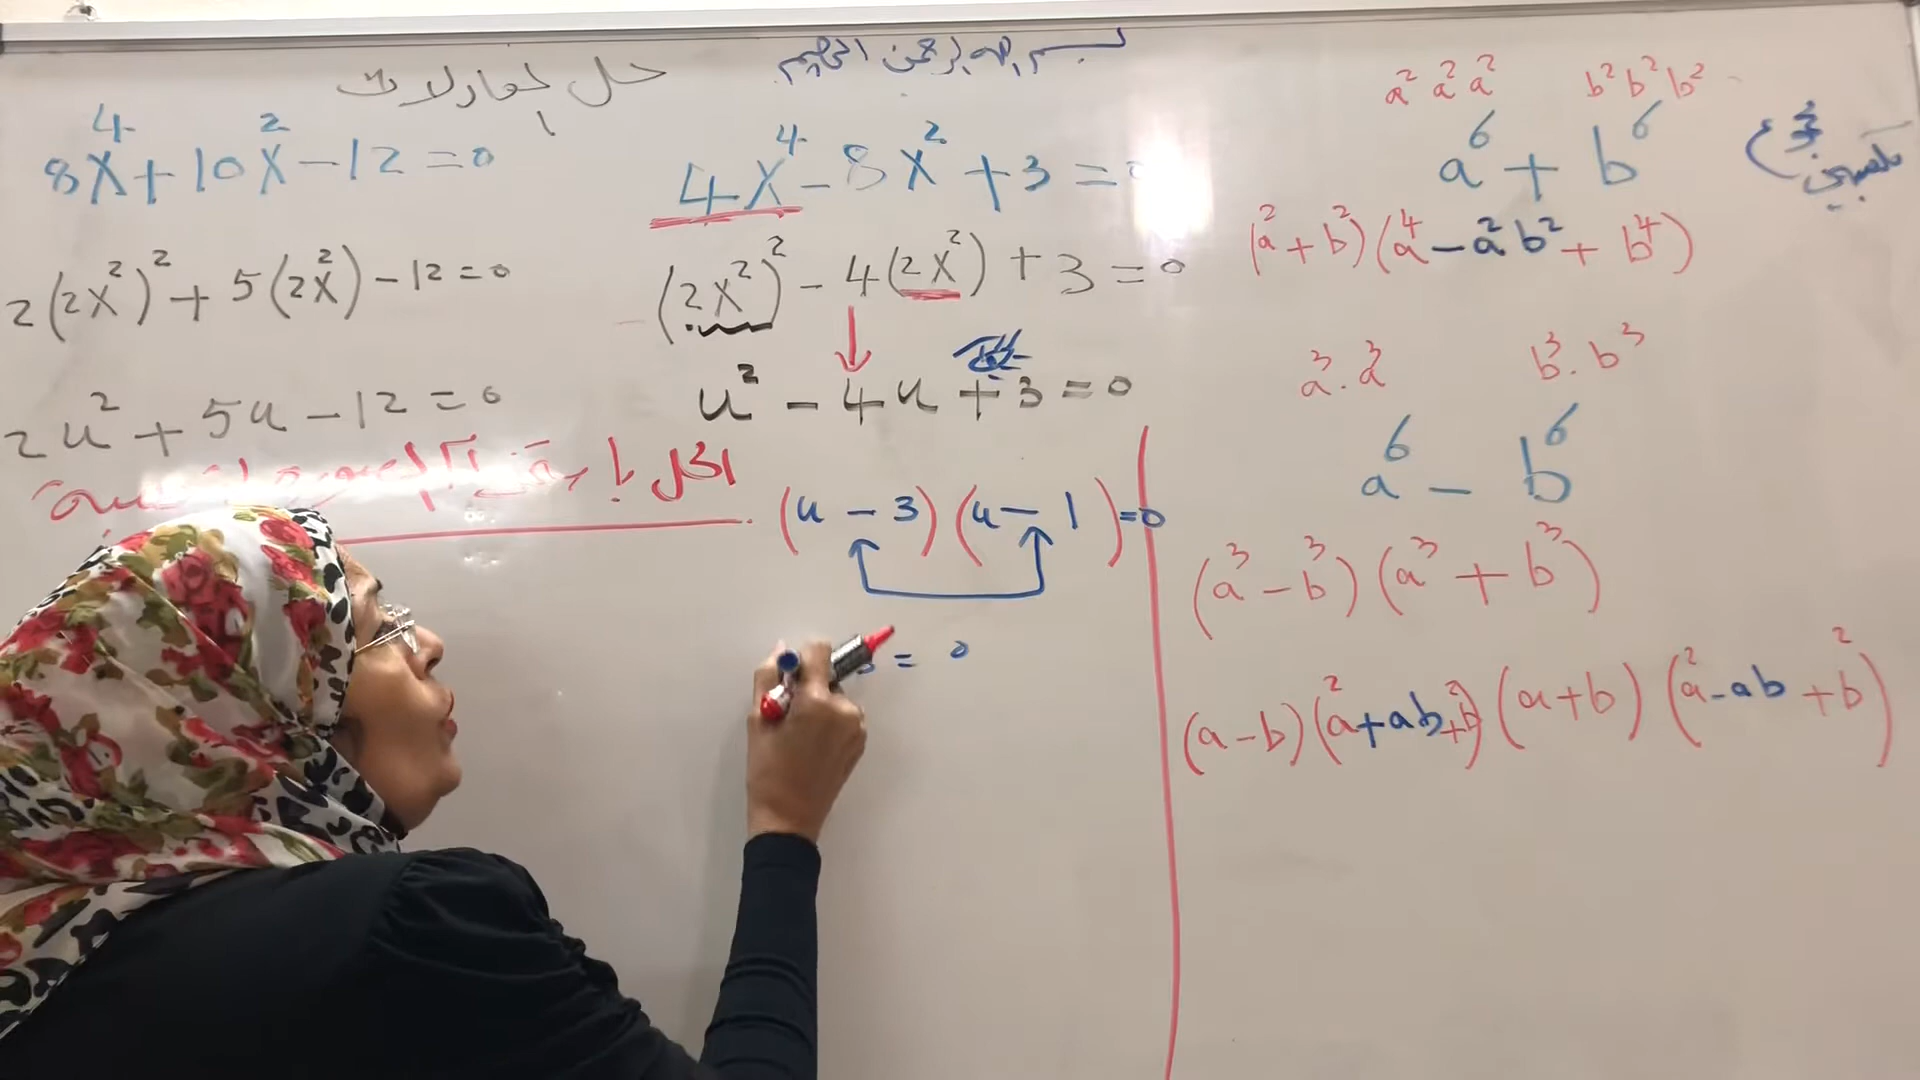 بسم الله الرحمن الرحيم
حل المعادلات
8x⁴ + 10x² − 12 = 0
2(2x²)² + 5(2x²) − 12 = 0
2u² + 5u − 12 = 0
4x⁴ − 8x² + 3 = 0
(2x²)² − 4(2x²) + 3 = 0
u² − 4u + 3 = 0
(u − 3)(u − 1) = 0
= 0
a² a² a² b² b² b²
a⁶ + b⁶
(a² + b²)(a⁴ − a²b² + b⁴)
a³ . a³ b³ . b³
a⁶ − b⁶
(a³ − b³)(a³ + b³)
(a − b)(a² + ab + b²)(a + b)(a² − ab + b²)